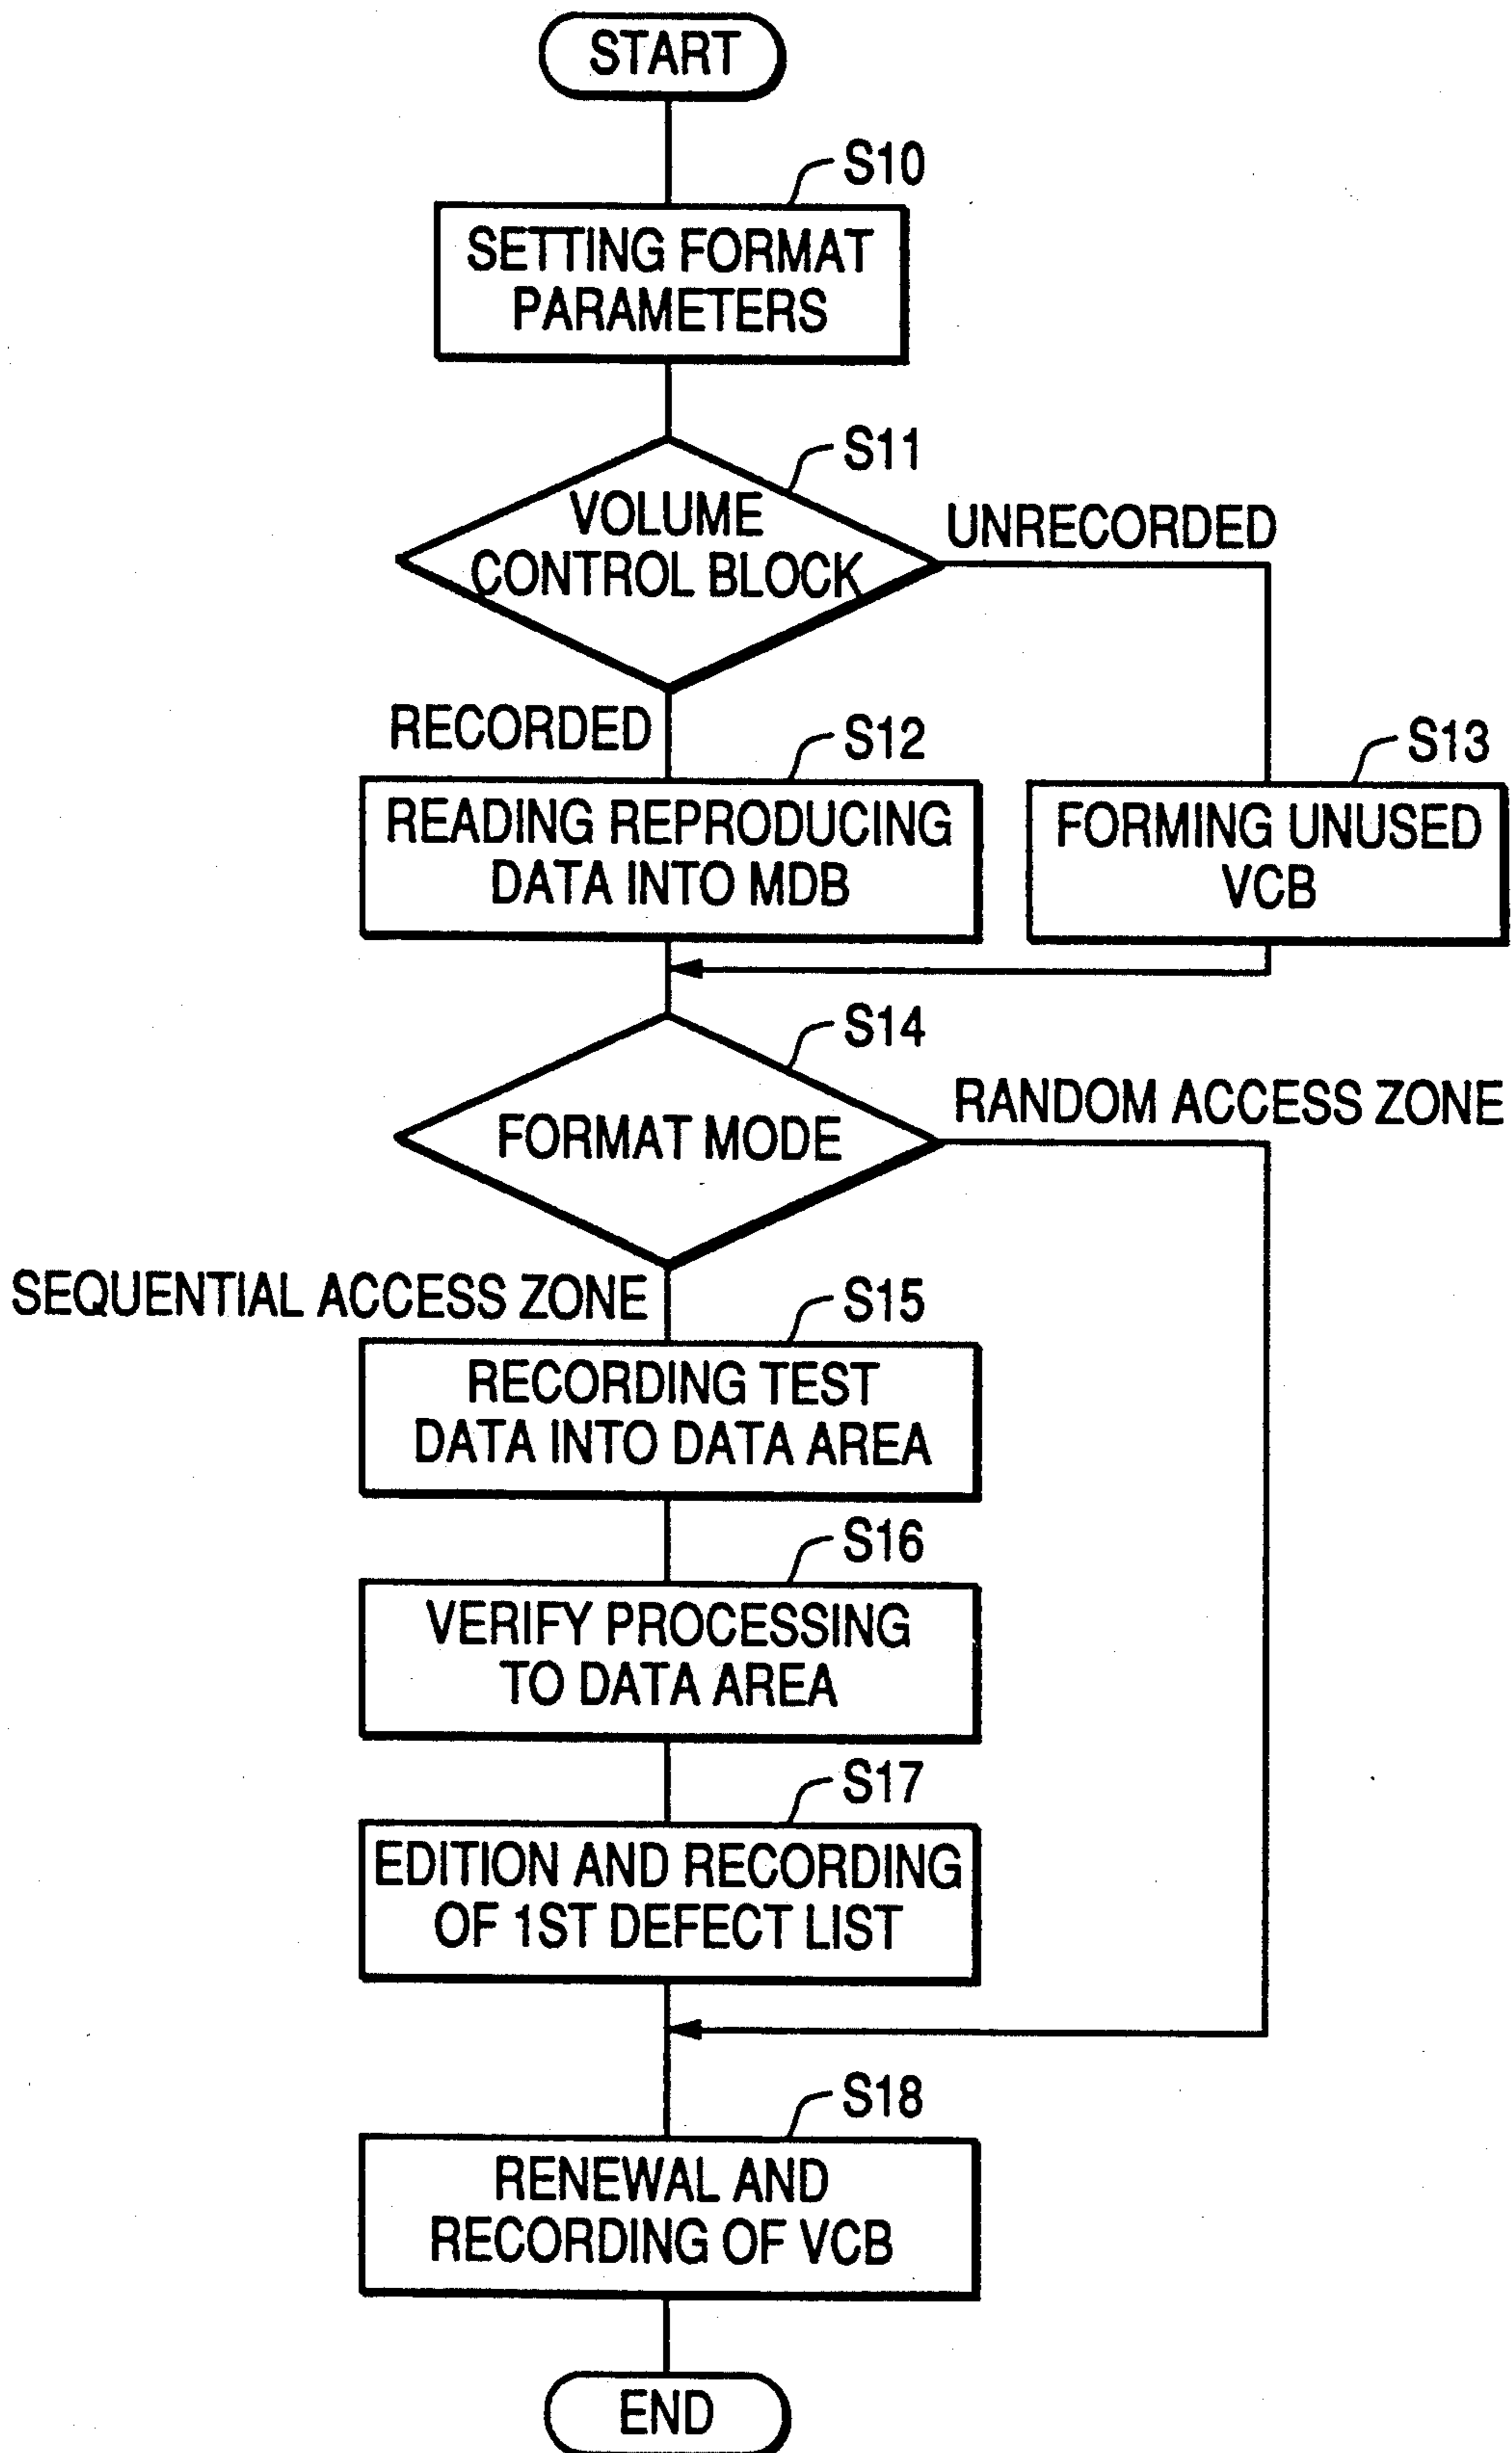 START
S10
SETTING FORMAT
PARAMETERS
S11
VOLUME
CONTROL BLOCK
UNRECORDED
RECORDED
S12
READING REPRODUCING
DATA INTO MDB
S13
FORMING UNUSED
VCB
S14
FORMAT MODE
RANDOM ACCESS ZONE
SEQUENTIAL ACCESS ZONE
S15
RECORDING TEST
DATA INTO DATA AREA
S16
VERIFY PROCESSING
TO DATA AREA
S17
EDITION AND RECORDING
OF 1ST DEFECT LIST
S18
RENEWAL AND
RECORDING OF VCB
END